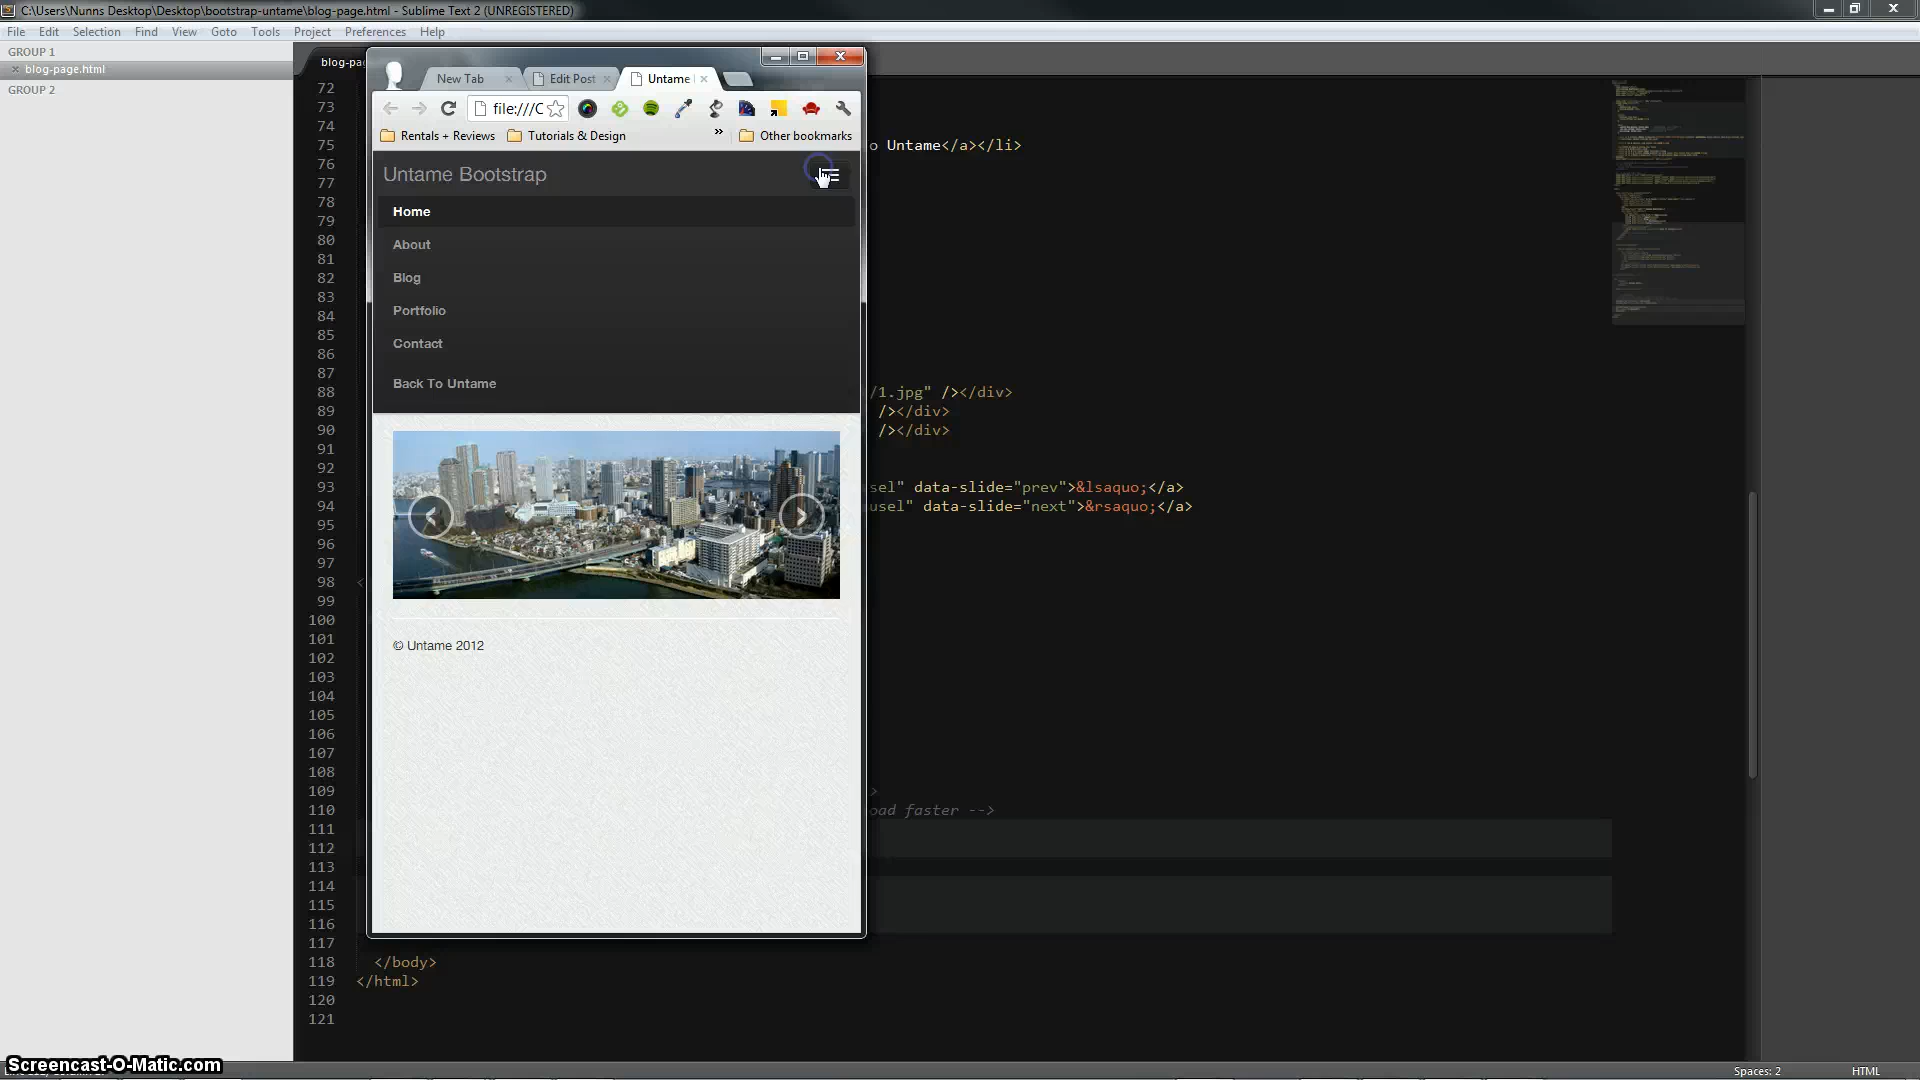 C:\Users\Nunns Desktop\Desktop\bootstrap-untame\blog-page.html - Sublime Text 2 (UNREGISTERED)
File Edit Selection Find View Goto Tools Project Preferences Help
GROUP 1
blog-page.html
GROUP 2
blog-pag
New Tab
Edit Post
Untame
file:///C
Rentals + Reviews
Tutorials & Design
»
Other bookmarks
Untame Bootstrap
Home
About
Blog
Portfolio
Contact
Back To Untame
© Untame 2012
72
73
74
75 o Untame</a></li>
76
77
78
79
80
81
82
83
84
85
86
87
88 /1.jpg" /></div>
89 /></div>
90 /></div>
91
92
93 sel" data-slide="prev">&lsaquo;</a>
94 usel" data-slide="next">&rsaquo;</a>
95
96
97
98 <
99
100
101
102
103
104
105
106
107
108
109 >
110 oad faster -->
111
112
113
114
115
116
117
118 </body>
119 </html>
120
121
Screencast-O-Matic.com
Spaces: 2
HTML